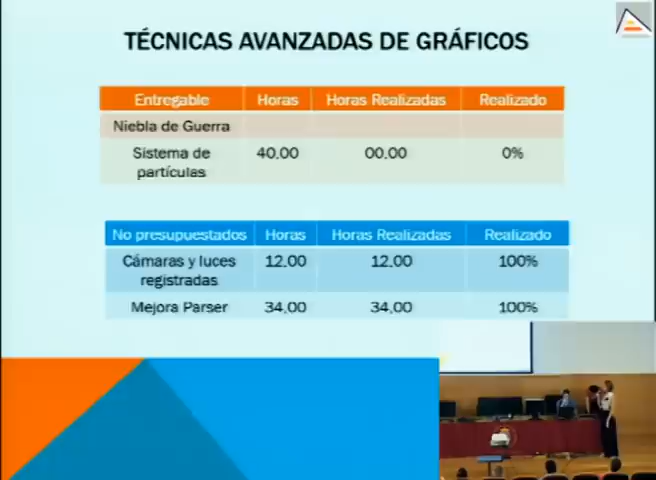 TÉCNICAS AVANZADAS DE GRÁFICOS
Entregable Horas Horas Realizadas Realizado
Niebla de Guerra
Sistema de partículas 40.00 00.00 0%
No presupuestados Horas Horas Realizadas Realizado
Cámaras y luces registradas 12.00 12.00 100%
Mejora Parser 34.00 34.00 100%